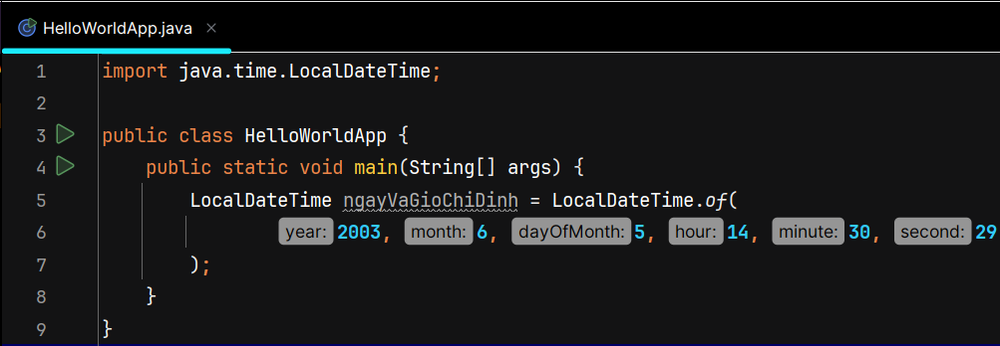 HelloWorldApp.java ×
1 import java.time.LocalDateTime;
2
3 public class HelloWorldApp {
4 public static void main(String[] args) {
5 LocalDateTime ngayVaGioChiDinh = LocalDateTime.of(
6 year: 2003, month: 6, dayOfMonth: 5, hour: 14, minute: 30, second: 29
7 );
8 }
9 }